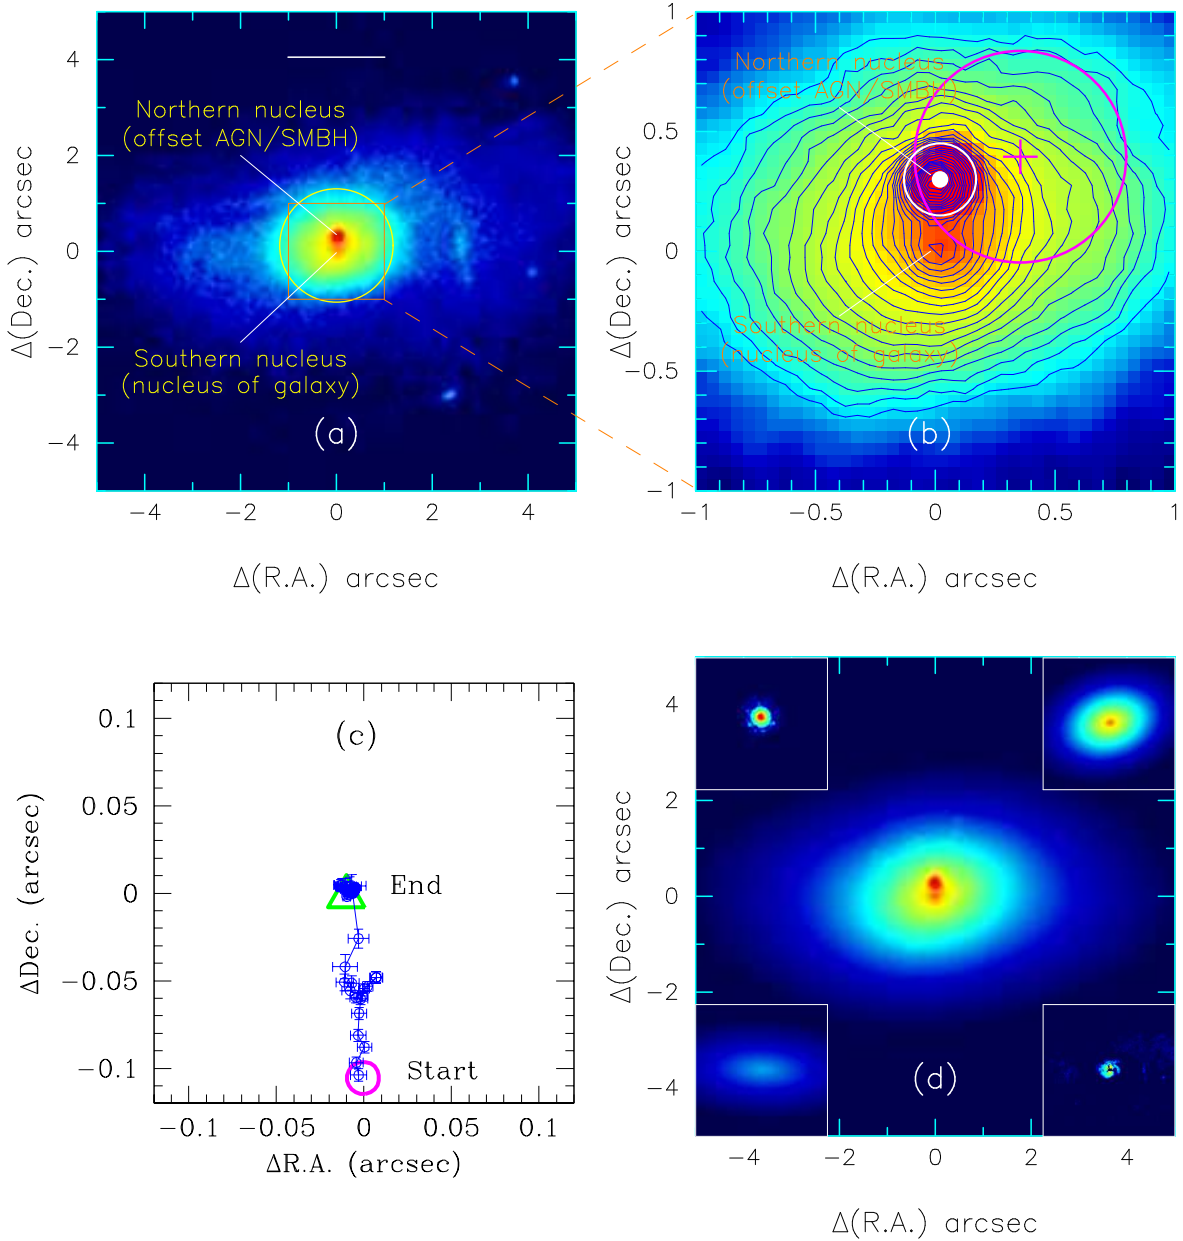 4
2
0
−2
−4
Δ(Dec.) arcsec
Northern nucleus
(offset AGN/SMBH)
Southern nucleus
(nucleus of galaxy)
(a)
−4 −2 0 2 4
Δ(R.A.) arcsec
1
0.5
0
−0.5
−1
Δ(Dec.) arcsec
Northern nucleus
(offset AGN/SMBH)
Southern nucleus
(nucleus of galaxy)
(b)
−1 −0.5 0 0.5 1
Δ(R.A.) arcsec
0.1
0.05
0
−0.05
−0.1
ΔDec. (arcsec)
(c)
End
Start
−0.1 −0.05 0 0.05 0.1
ΔR.A. (arcsec)
4
2
0
−2
−4
Δ(Dec.) arcsec
(d)
−4 −2 0 2 4
Δ(R.A.) arcsec